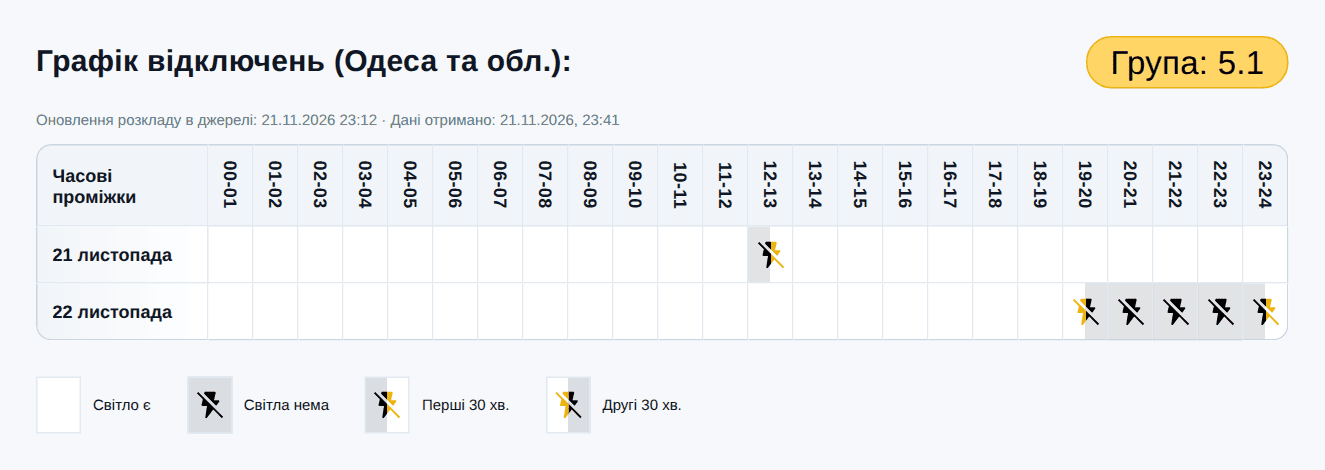 Графік відключень (Одеса та обл.):
Група: 5.1
Оновлення розкладу в джерелі: 21.11.2026 23:12 · Дані отримано: 21.11.2026, 23:41
Часові
проміжки
00-01
01-02
02-03
03-04
04-05
05-06
06-07
07-08
08-09
09-10
10-11
11-12
12-13
13-14
14-15
15-16
16-17
17-18
18-19
19-20
20-21
21-22
22-23
23-24
21 листопада
22 листопада
Світло є
Світла нема
Перші 30 хв.
Другі 30 хв.